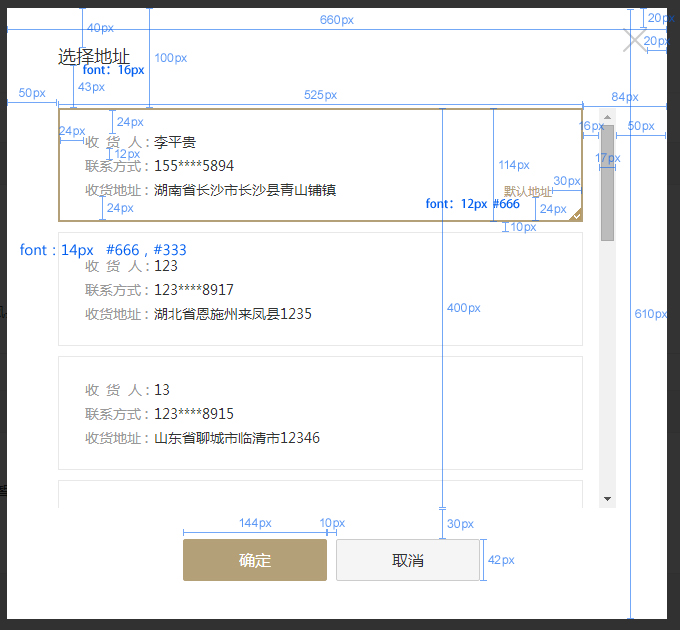 660px
20px
40px
20px
选择地址
100px
font：16px
43px
50px
525px
84px
24px
16px
50px
24px
收 货 人：李平贵
12px
17px
联系方式：155****5894
114px
30px
收货地址：湖南省长沙市长沙县青山铺镇
默认地址
24px
font：12px #666
24px
10px
font：14px #666，#333
收 货 人：123
联系方式：123****8917
400px
收货地址：湖北省恩施州来凤县1235
610px
收 货 人：13
联系方式：123****8915
收货地址：山东省聊城市临清市12346
144px
10px
30px
确定
取消
42px